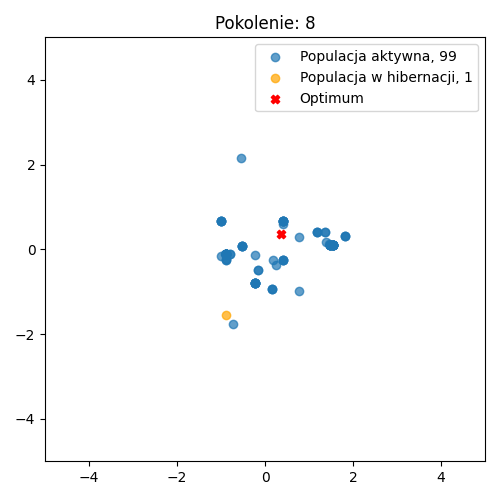 Pokolenie: 8
Populacja aktywna, 99
Populacja w hibernacji, 1
Optimum
4
2
0
−2
−4
−4 −2 0 2 4